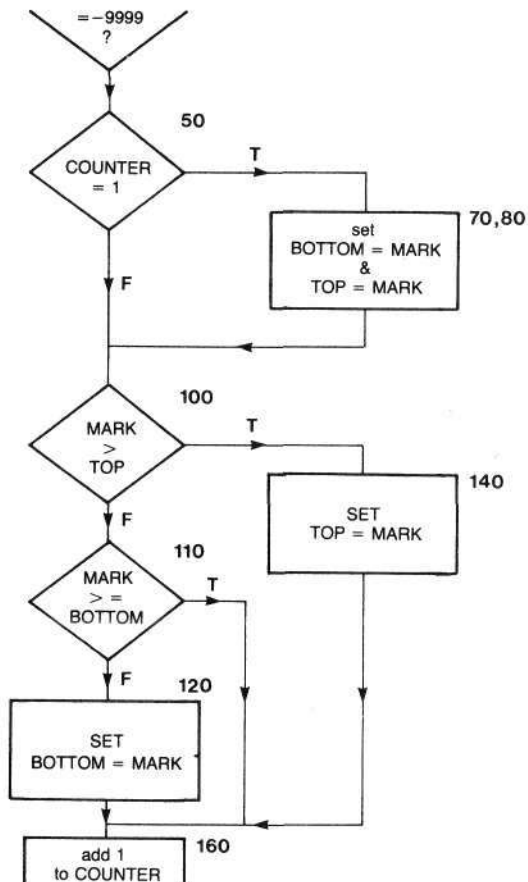 =-9999
?
50
COUNTER
= 1
T
70,80
set
BOTTOM = MARK
&
TOP = MARK
F
100
MARK
>
TOP
T
140
SET
TOP = MARK
F
110
MARK
> =
BOTTOM
T
F
120
SET
BOTTOM = MARK
160
add 1
to COUNTER